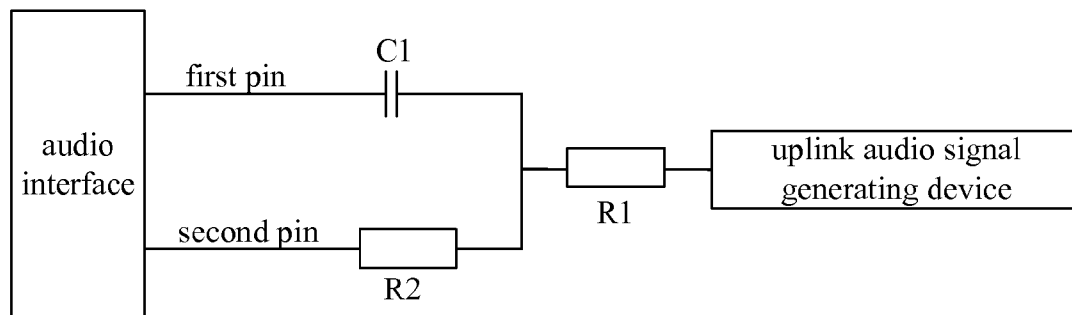 C1
first pin
audio
interface
uplink audio signal
generating device
R1
second pin
R2